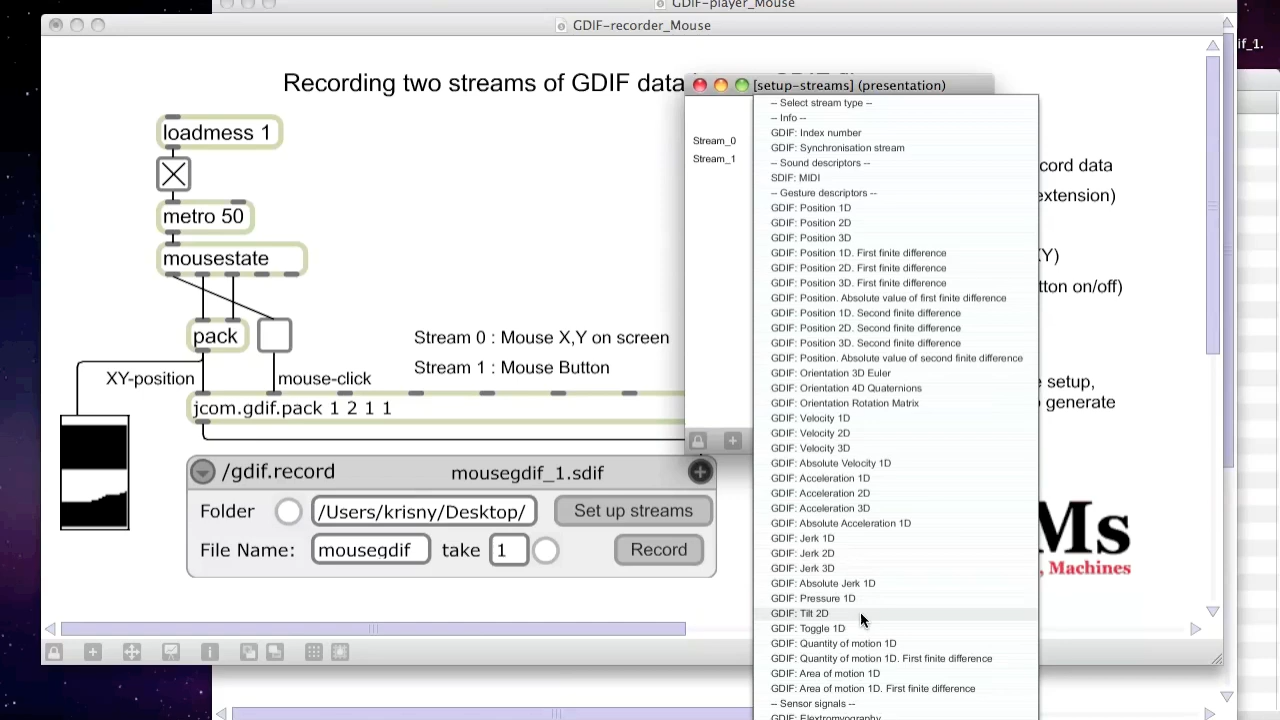 GDIF-player_Mouse
GDIF-recorder_Mouse
Recording two streams of GDIF data
[setup-streams] (presentation)
loadmess 1
metro 50
mousestate
pack
XY-position
mouse-click
Stream 0 : Mouse X,Y on screen
Stream 1 : Mouse Button
jcom.gdif.pack 1 2 1 1
/gdif.record
mousegdif_1.sdif
Folder
/Users/krisny/Desktop/
Set up streams
File Name:
mousegdif
take
1
Record
Stream_0
Stream_1
-- Select stream type --
-- Info --
GDIF: Index number
GDIF: Synchronisation stream
-- Sound descriptors --
SDIF: MIDI
-- Gesture descriptors --
GDIF: Position 1D
GDIF: Position 2D
GDIF: Position 3D
GDIF: Position 1D. First finite difference
GDIF: Position 2D. First finite difference
GDIF: Position 3D. First finite difference
GDIF: Position. Absolute value of first finite difference
GDIF: Position 1D. Second finite difference
GDIF: Position 2D. Second finite difference
GDIF: Position 3D. Second finite difference
GDIF: Position. Absolute value of second finite difference
GDIF: Orientation 3D Euler
GDIF: Orientation 4D Quaternions
GDIF: Orientation Rotation Matrix
GDIF: Velocity 1D
GDIF: Velocity 2D
GDIF: Velocity 3D
GDIF: Absolute Velocity 1D
GDIF: Acceleration 1D
GDIF: Acceleration 2D
GDIF: Acceleration 3D
GDIF: Absolute Acceleration 1D
GDIF: Jerk 1D
GDIF: Jerk 2D
GDIF: Jerk 3D
GDIF: Absolute Jerk 1D
GDIF: Pressure 1D
GDIF: Tilt 2D
GDIF: Toggle 1D
GDIF: Quantity of motion 1D
GDIF: Quantity of motion 1D. First finite difference
GDIF: Area of motion 1D
GDIF: Area of motion 1D. First finite difference
-- Sensor signals --
GDIF: Elextromyography
cord data
extension)
XY)
tton on/off)
e setup,
o generate
Ms
, Machines
if_1.